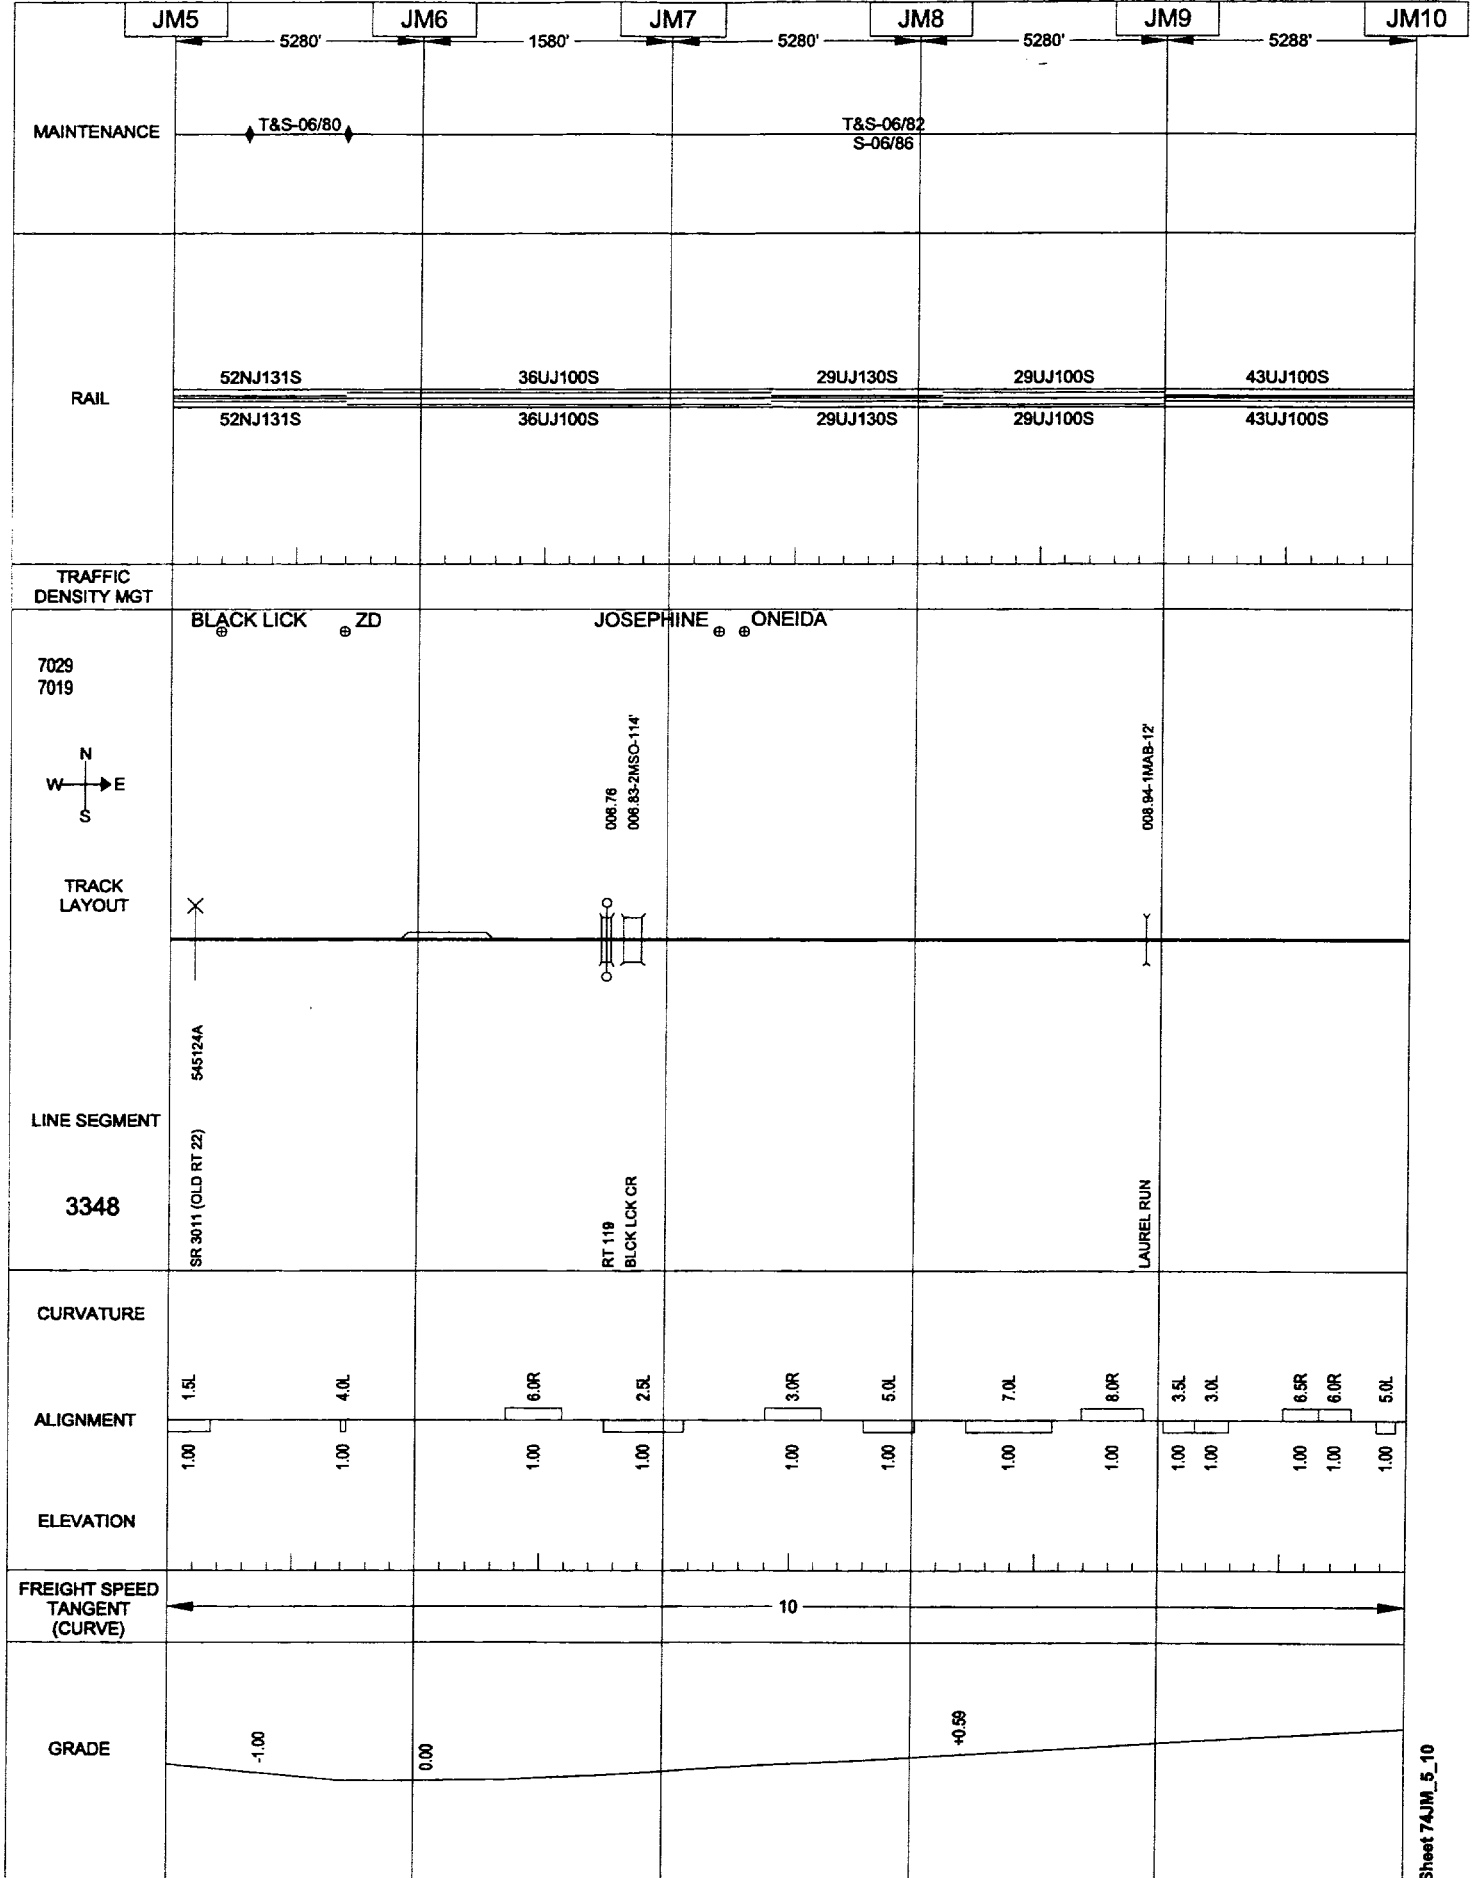 JM5 JM6 JM7 JM8 JM9 JM10
5280' 1580' 5280' 5280' 5288'
MAINTENANCE
T&S-06/80
T&S-06/82
S-06/86
RAIL
52NJ131S 36UJ100S 29UJ130S 29UJ100S 43UJ100S
52NJ131S 36UJ100S 29UJ130S 29UJ100S 43UJ100S
TRAFFIC
DENSITY MGT
BLACK LICK ZD JOSEPHINE ONEIDA
7029
7019
N
W E
S
006.76
006.83-2MSO-114'
008.94-1MAB-12'
TRACK
LAYOUT
545124A
LINE SEGMENT
3348
SR 3011 (OLD RT 22)
RT 119
BLCK LCK CR
LAUREL RUN
CURVATURE
1.5L 4.0L 6.0R 2.5L 3.0R 5.0L 7.0L 8.0R 3.5L 3.0L 6.5R 6.0R 5.0L
ALIGNMENT
1.00 1.00 1.00 1.00 1.00 1.00 1.00 1.00 1.00 1.00 1.00 1.00 1.00
ELEVATION
FREIGHT SPEED
TANGENT
(CURVE)
10
GRADE
-1.00
0.00
+0.59
Sheet 74JM_5_10